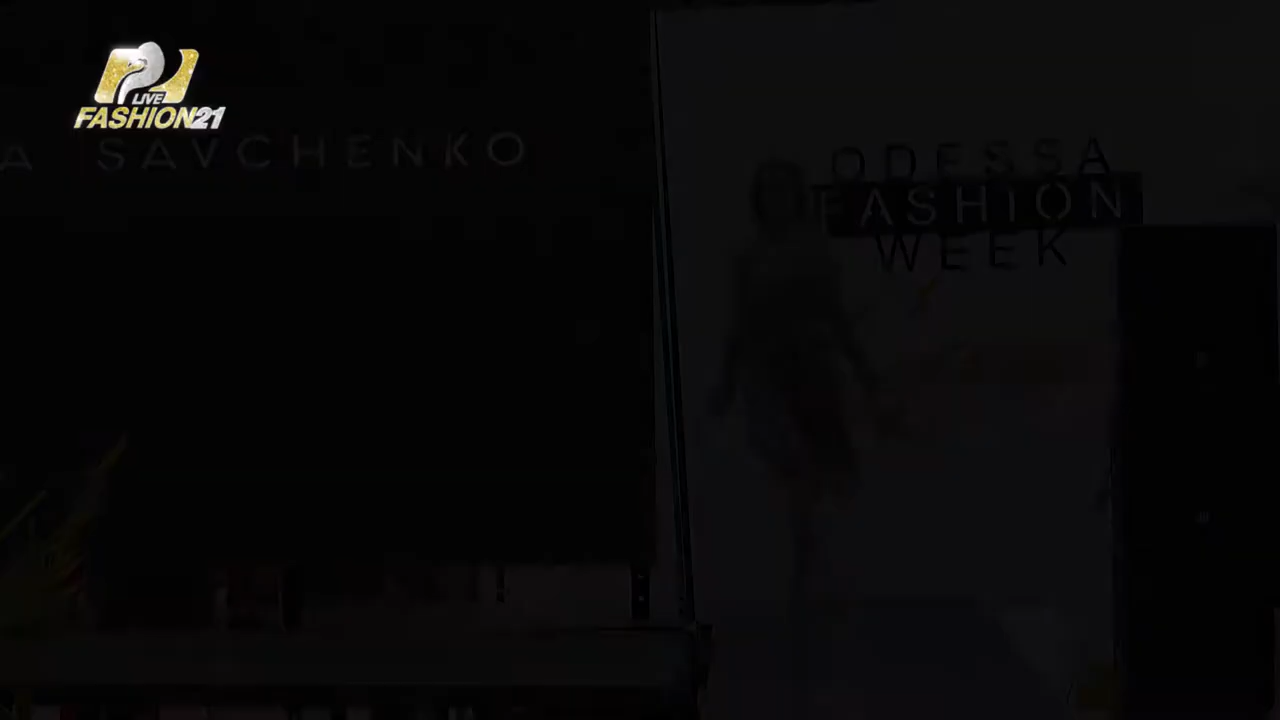 LIVE
FASHION21
A SAVCHENKO
ODESSA
FASHION
WEEK